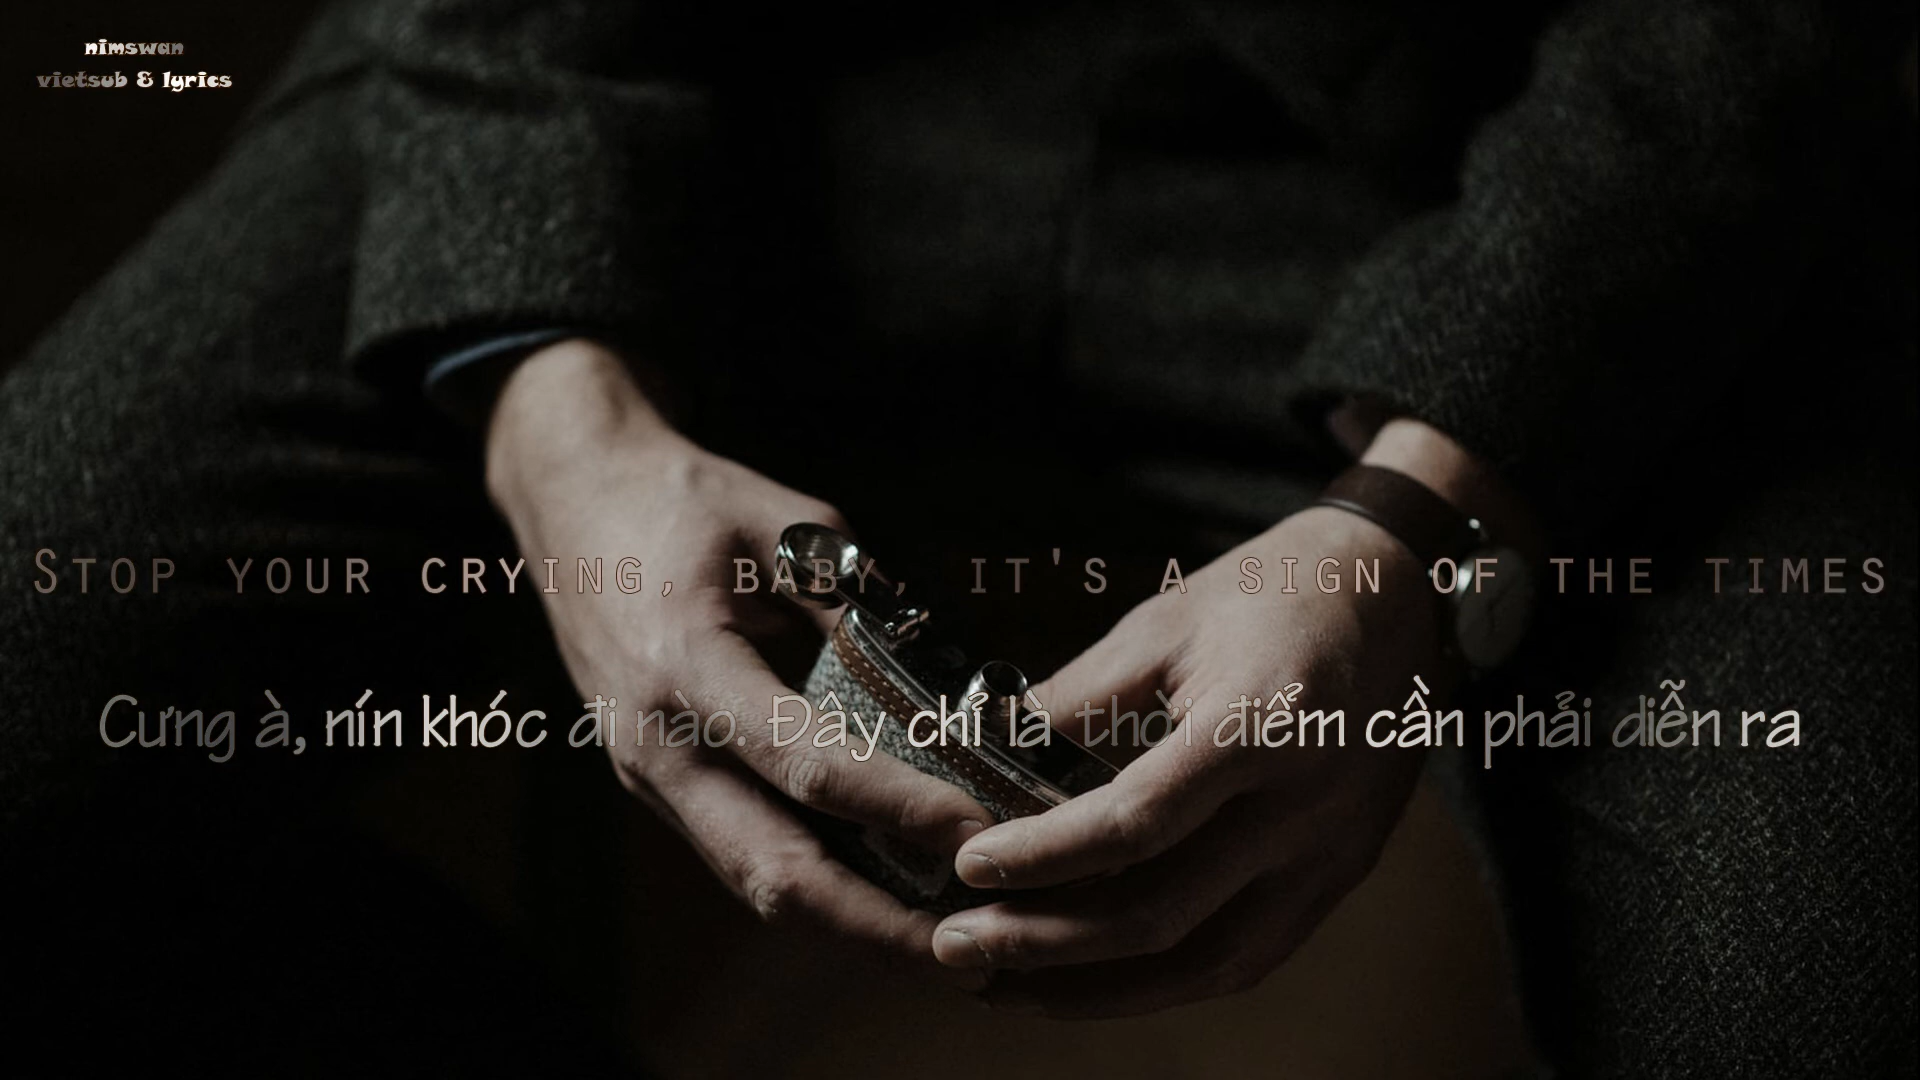 nimswan
vietsub & lyrics
Stop your crying, baby, it's a sign of the times
Cưng à, nín khóc đi nào. Đây chỉ là thời điểm cần phải diễn ra